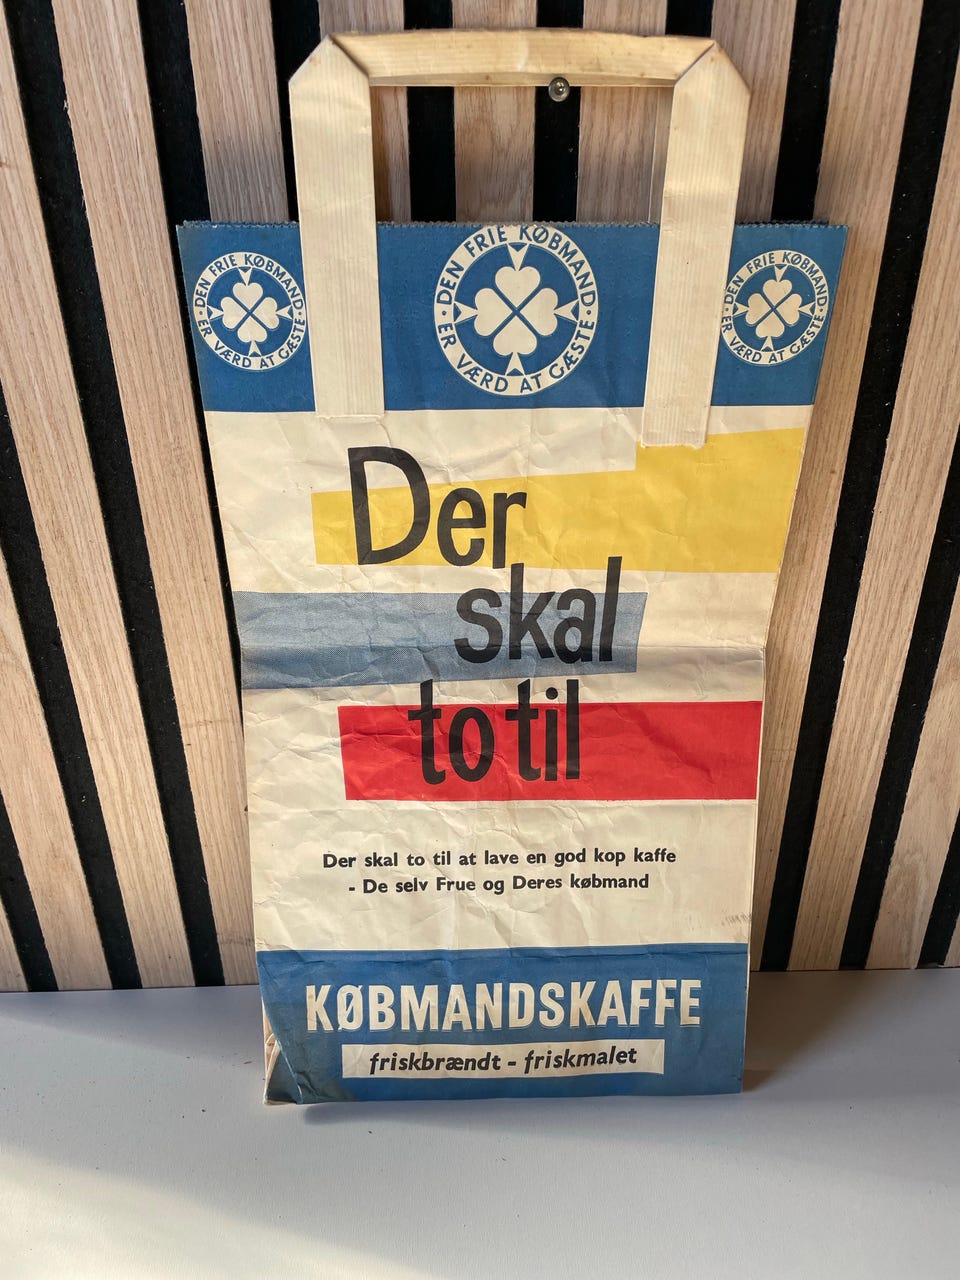 DEN FRIE KØBMAND
· ER VÆRD AT GÆSTE ·
DEN FRIE KØBMAND
· ER VÆRD AT GÆSTE ·
DEN FRIE KØBMAND
· ER VÆRD AT GÆSTE ·
Der
skal
to til
Der skal to til at lave en god kop kaffe
- De selv Frue og Deres købmand
KØBMANDSKAFFE
friskbrændt - friskmalet